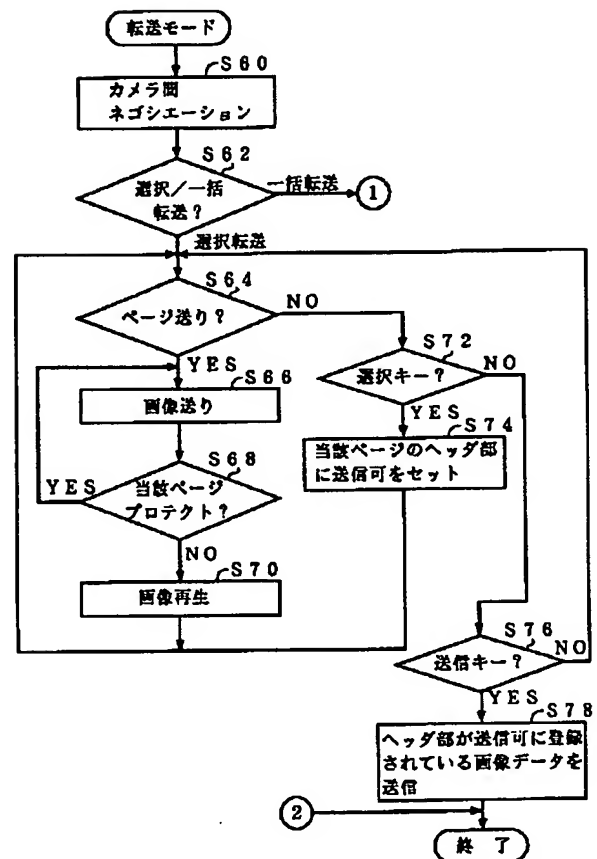 転送モード
S60
カメラ間
ネゴシエーション
S62
選択／一括
転送？
一括転送
1
選択転送
S64
ページ送り？
NO
YES
S66
画像送り
S68
当該ページ
プロテクト？
YES
NO
S70
画像再生
S72
選択キー？
NO
YES
S74
当該ページのヘッダ部
に送信可をセット
S76
送信キー？
NO
YES
S78
ヘッダ部が送信可に登録
されている画像データを
送信
2
終了